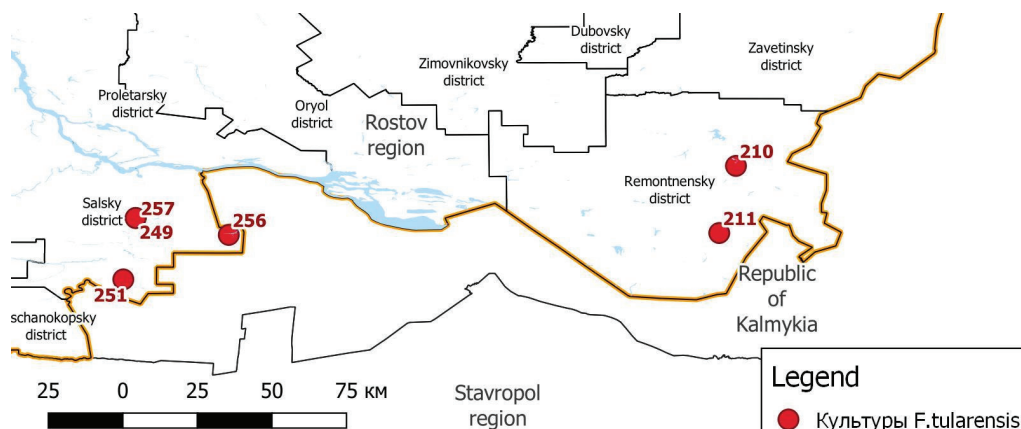 Dubovsky
district
Zavetinsky
district
Zimovnikovsky
district
Proletarsky
district
Oryol
district
Rostov
region
210
Remontnensky
district
Salsky
district
257
249
256
211
251
Republic
of
Kalmykia
schanokopsky
district
25 0 25 50 75 км
Stavropol
region
Legend
Культуры F.tularensis